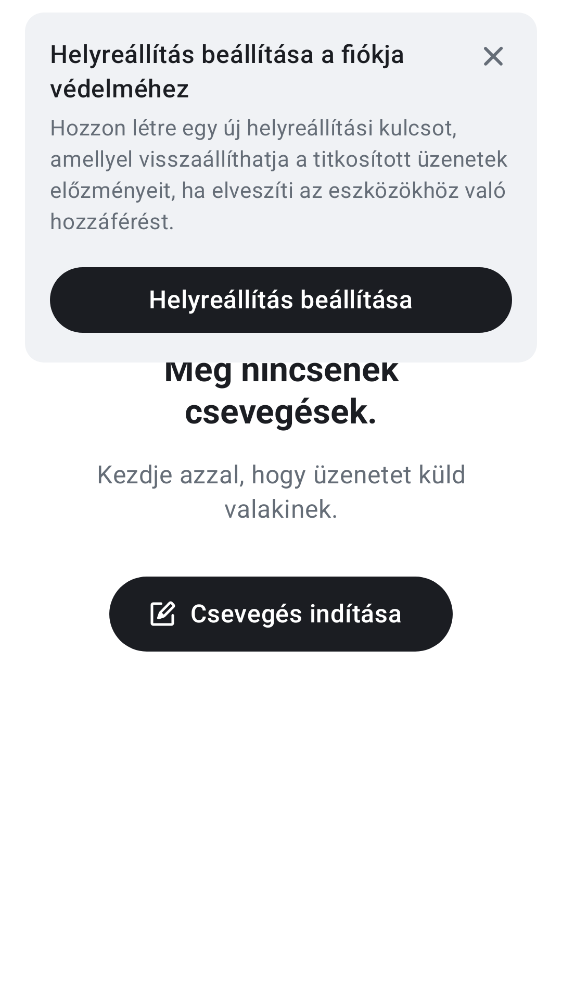 Helyreállítás beállítása a fiókja
védelméhez
Hozzon létre egy új helyreállítási kulcsot,
amellyel visszaállíthatja a titkosított üzenetek
előzményeit, ha elveszíti az eszközökhöz való
hozzáférést.
Helyreállítás beállítása
Még nincsenek
csevegések.
Kezdje azzal, hogy üzenetet küld
valakinek.
Csevegés indítása